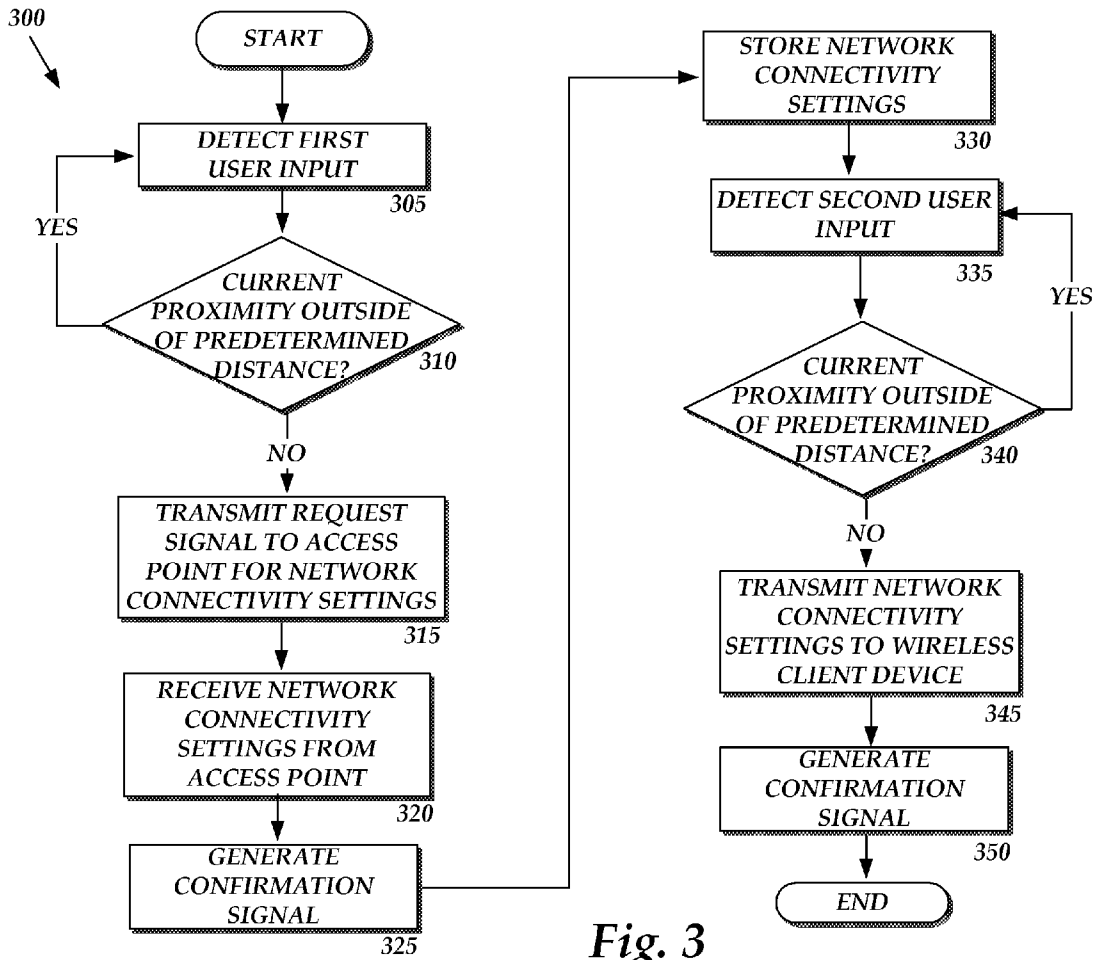 300
START
DETECT FIRST
USER INPUT
305
YES
CURRENT
PROXIMITY OUTSIDE
OF PREDETERMINED
DISTANCE?
310
NO
TRANSMIT REQUEST
SIGNAL TO ACCESS
POINT FOR NETWORK
CONNECTIVITY SETTINGS
315
RECEIVE NETWORK
CONNECTIVITY
SETTINGS FROM
ACCESS POINT
320
GENERATE
CONFIRMATION
SIGNAL
325
STORE NETWORK
CONNECTIVITY
SETTINGS
330
DETECT SECOND USER
INPUT
335
YES
CURRENT
PROXIMITY OUTSIDE
OF PREDETERMINED
DISTANCE?
340
NO
TRANSMIT NETWORK
CONNECTIVITY
SETTINGS TO WIRELESS
CLIENT DEVICE
345
GENERATE
CONFIRMATION
SIGNAL
350
END
Fig. 3